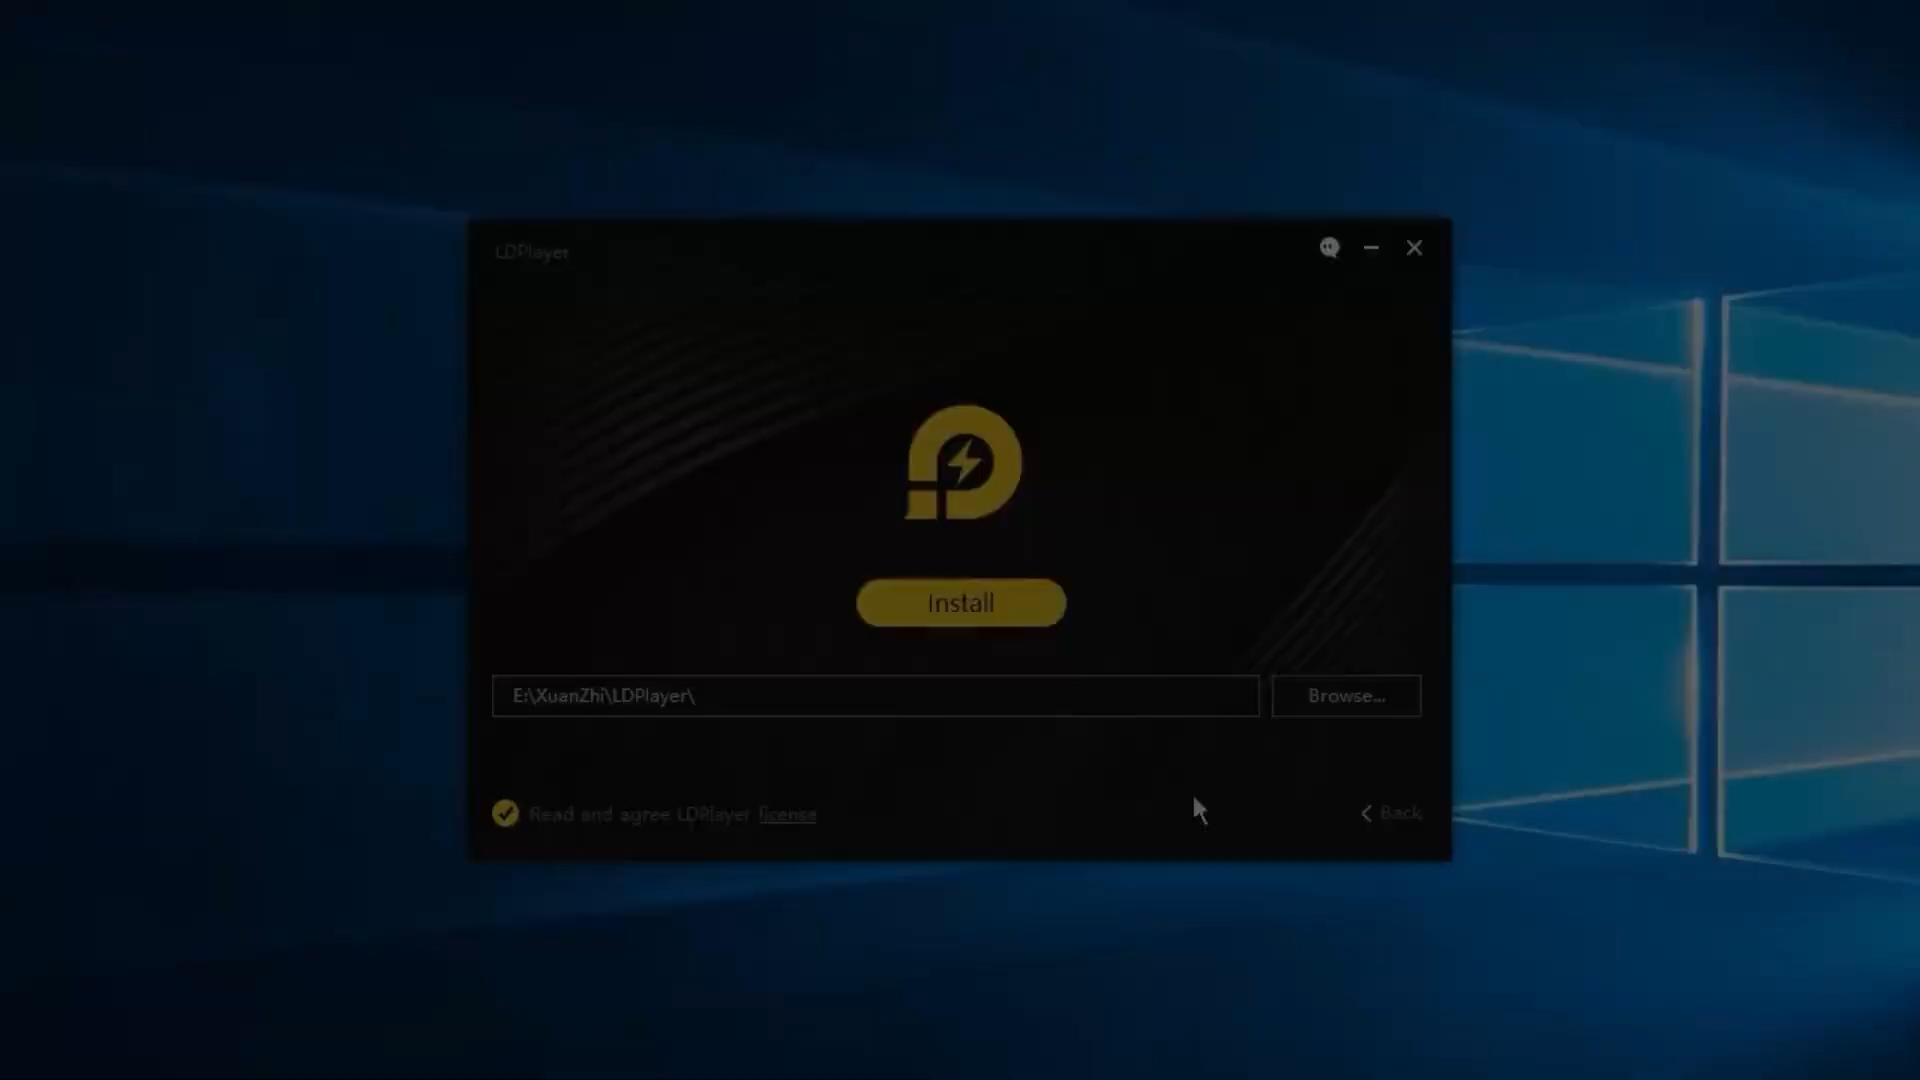 LDPlayer
Install
E:\XuanZhi\LDPlayer\
Browse...
Read and agree LDPlayer license
Back